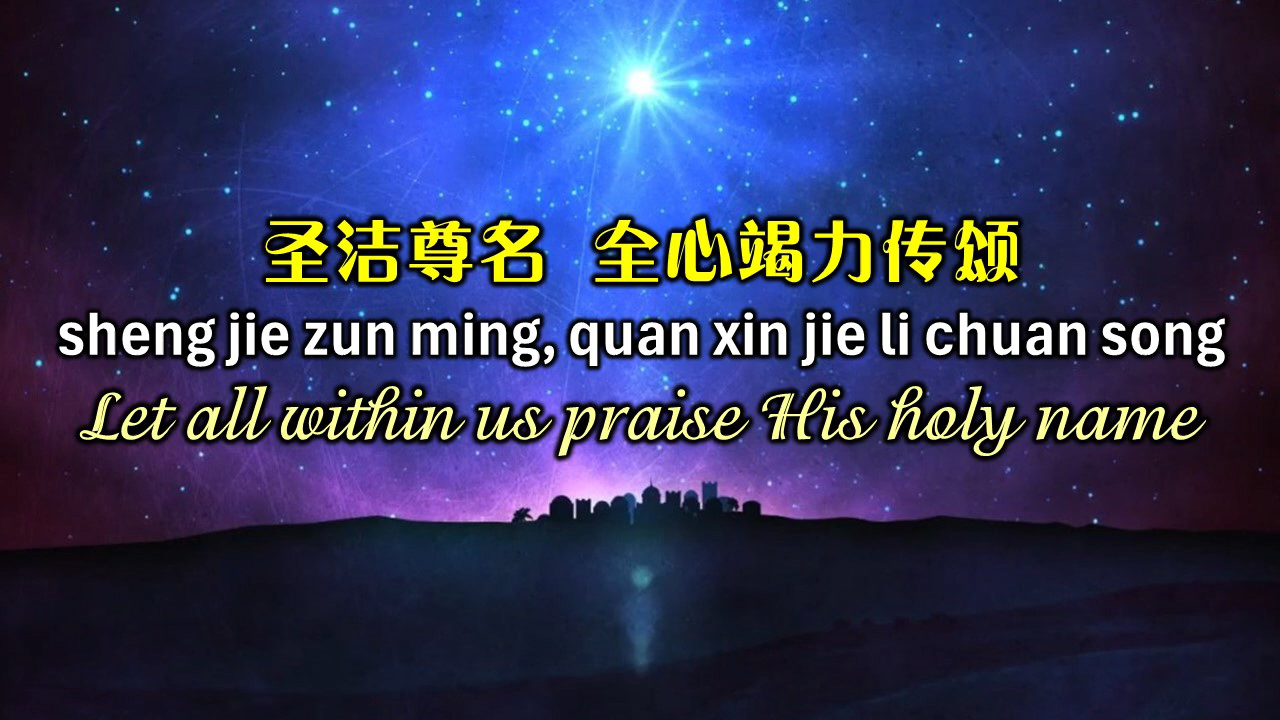 圣洁尊名 全心竭力传颂
sheng jie zun ming, quan xin jie li chuan song
Let all within us praise His holy name